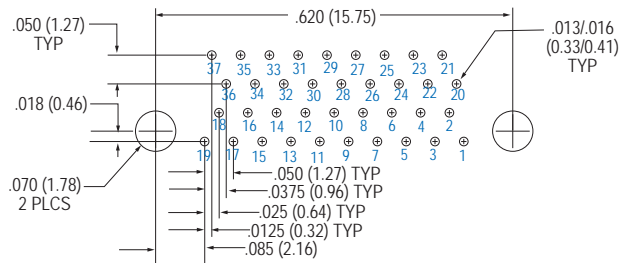 .620 (15.75)
.050 (1.27)
TYP
.013/.016
(0.33/0.41)
TYP
37 35 33 31 29 27 25 23 21
36 34 32 30 28 26 24 22 20
.018 (0.46)
18 16 14 12 10 8 6 4 2
19 17 15 13 11 9 7 5 3 1
.070 (1.78)
2 PLCS
.050 (1.27) TYP
.0375 (0.96) TYP
.025 (0.64) TYP
.0125 (0.32) TYP
.085 (2.16)